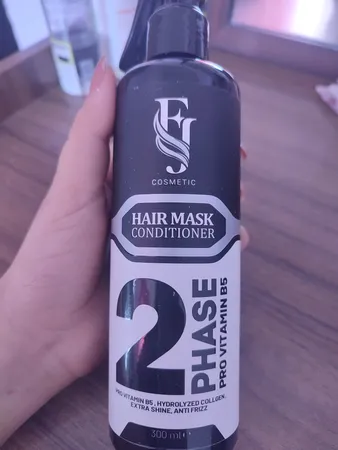 FJ
COSMETIC
HAIR MASK
CONDITIONER
2
PHASE
PRO VITAMIN B5
PRO VITAMIN B5 , HYDROLYZED COLLGEN,
EXTRA SHINE, ANTI FRIZZ
300 ml e